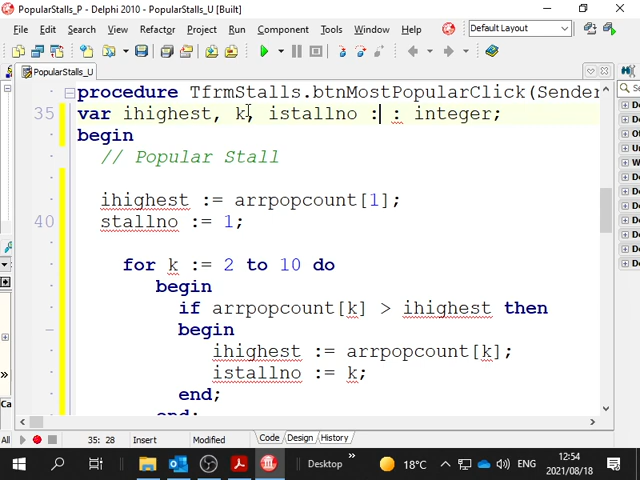 PopularStalls_P - Delphi 2010 - PopularStalls_U [Built]
File Edit Search View Refactor Project Run Component Tools Window Help Default Layout
PopularStalls_U
procedure TfrmStalls.btnMostPopularClick(Sender
35 var ihighest, k, istallno : : integer;
begin
// Popular Stall
ihighest := arrpopcount[1];
40 stallno := 1;
for k := 2 to 10 do
begin
if arrpopcount[k] > ihighest then
begin
ihighest := arrpopcount[k];
istallno := k;
end;
end;
All 35: 28 Insert Modified Code Design History
Desktop 18°C ENG 12:54
2021/08/18